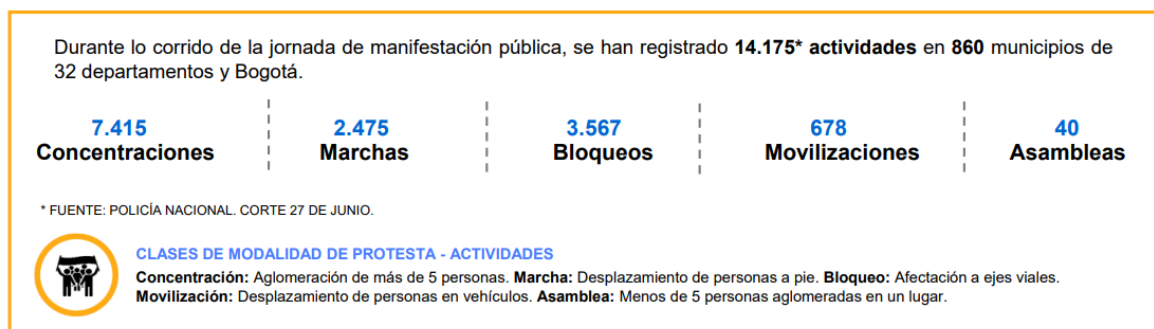 Durante lo corrido de la jornada de manifestación pública, se han registrado 14.175* actividades en 860 municipios de
32 departamentos y Bogotá.
7.415
Concentraciones
2.475
Marchas
3.567
Bloqueos
678
Movilizaciones
40
Asambleas
* FUENTE: POLICÍA NACIONAL. CORTE 27 DE JUNIO.
CLASES DE MODALIDAD DE PROTESTA - ACTIVIDADES
Concentración: Aglomeración de más de 5 personas. Marcha: Desplazamiento de personas a pie. Bloqueo: Afectación a ejes viales.
Movilización: Desplazamiento de personas en vehículos. Asamblea: Menos de 5 personas aglomeradas en un lugar.